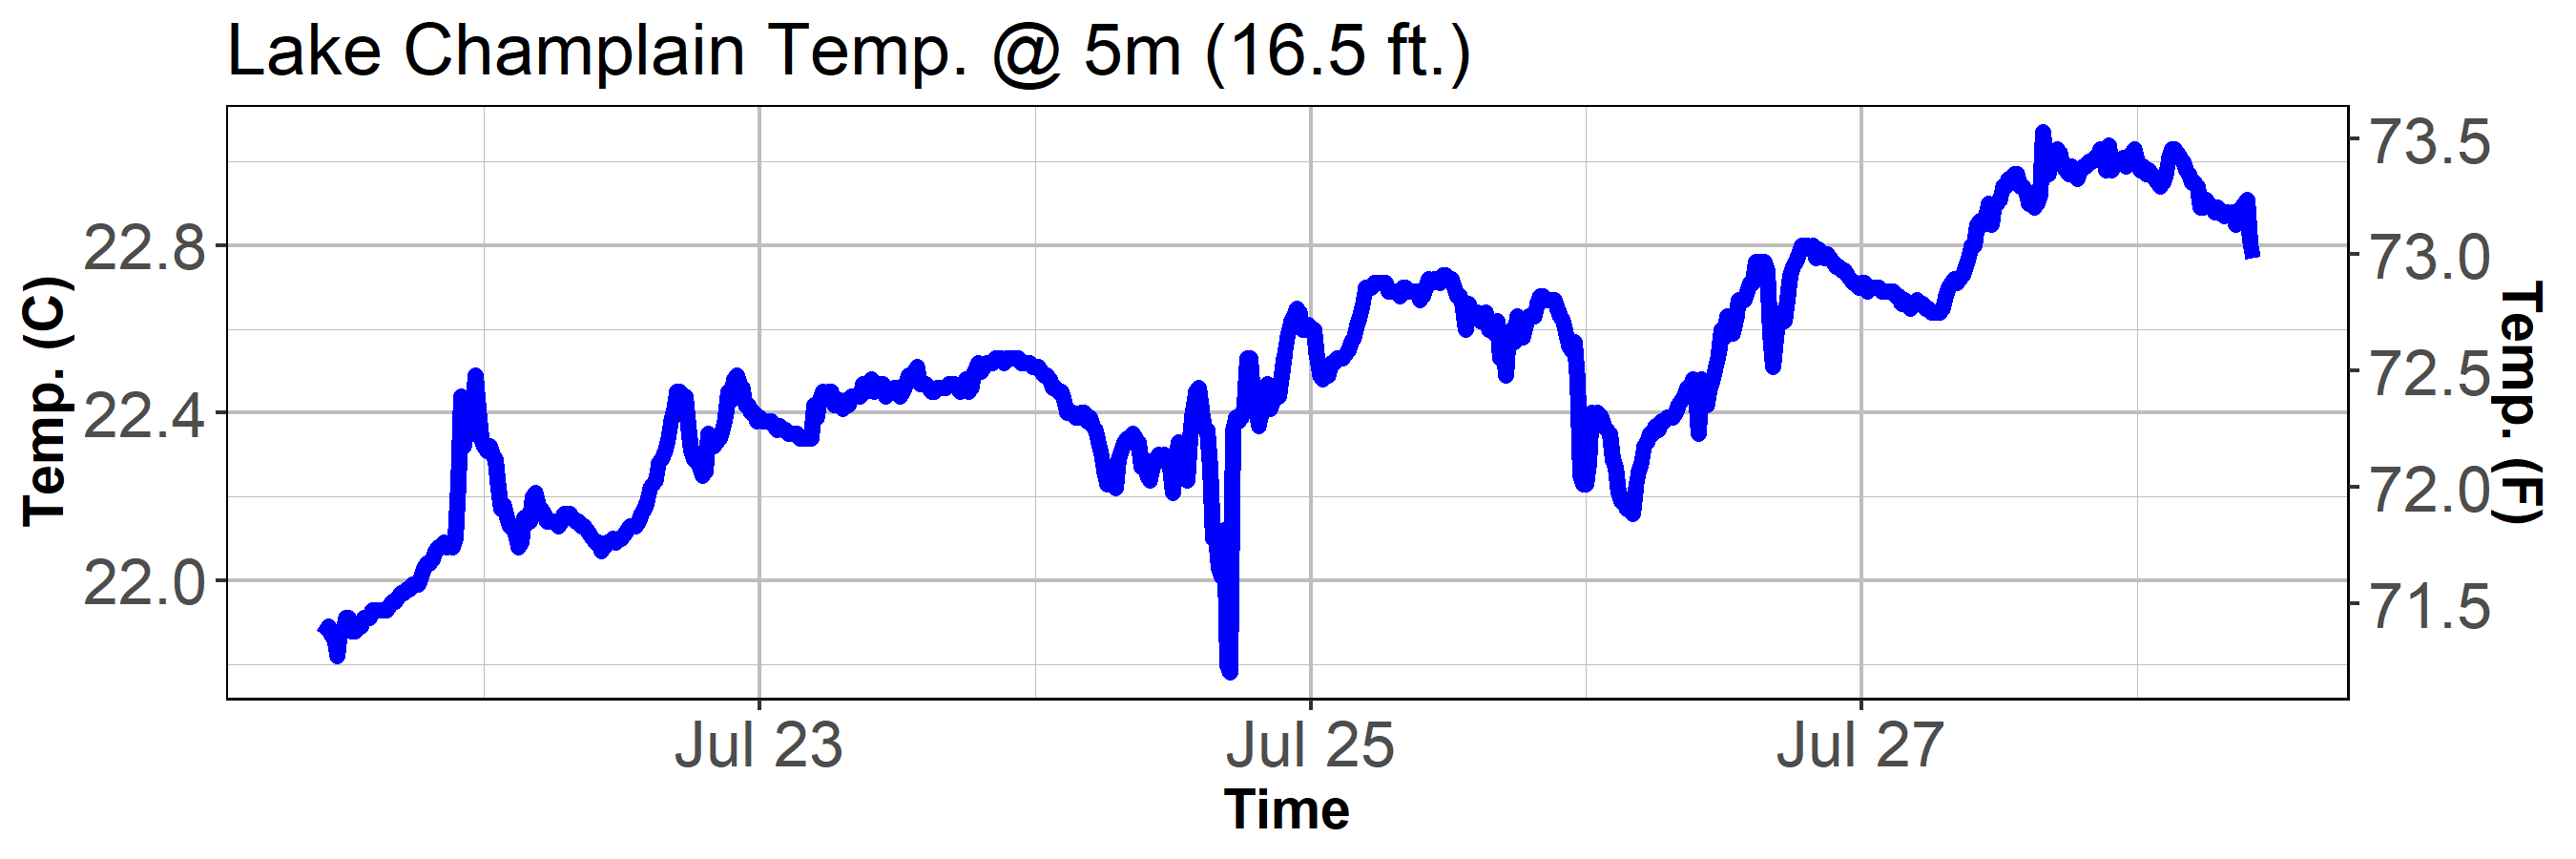 Lake Champlain Temp. @ 5m (16.5 ft.)
Temp. (C)
22.8
22.4
22.0
73.5
73.0
72.5
72.0
71.5
Temp. (F)
Jul 23 Jul 25 Jul 27
Time